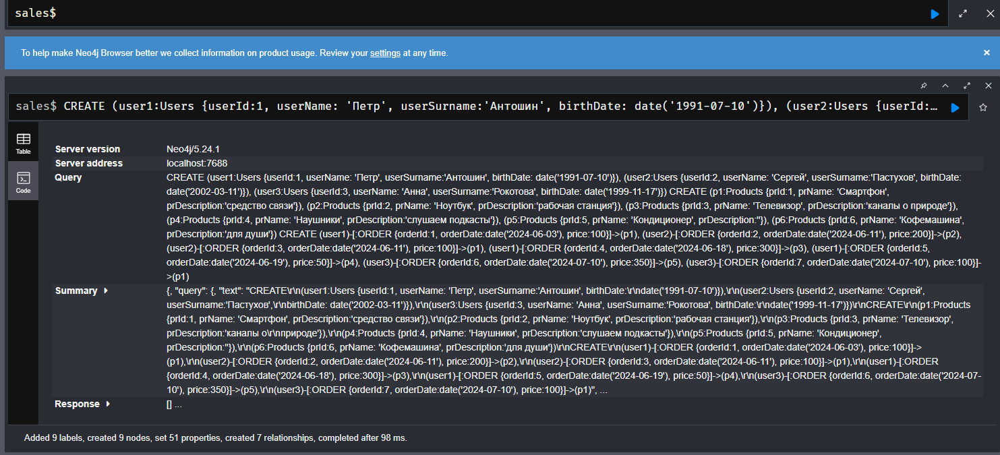 sales$
To help make Neo4j Browser better we collect information on product usage. Review your settings at any time.
sales$ CREATE (user1:Users {userId:1, userName: 'Петр', userSurname:'Антошин', birthDate: date('1991-07-10')}), (user2:Users {userId:…
Table
Code
Server version Neo4j/5.24.1
Server address localhost:7688
Query CREATE (user1:Users {userId:1, userName: 'Петр', userSurname:'Антошин', birthDate: date('1991-07-10')}), (user2:Users {userId:2, userName: 'Сергей', userSurname:'Пастухов', birthDate:
date('2002-03-11')}), (user3:Users {userId:3, userName: 'Анна', userSurname:'Рокотова', birthDate: date('1999-11-17')}) CREATE (p1:Products {prId:1, prName: 'Смартфон',
prDescription:'средство связи'}), (p2:Products {prId:2, prName: 'Ноутбук', prDescription:'рабочая станция'}), (p3:Products {prId:3, prName: 'Телевизор', prDescription:'каналы о природе'}),
(p4:Products {prId:4, prName: 'Наушники', prDescription:'слушаем подкасты'}), (p5:Products {prId:5, prName: 'Кондиционер', prDescription:''}), (p6:Products {prId:6, prName: 'Кофемашина',
prDescription:'для души'}) CREATE (user1)-[:ORDER {orderId:1, orderDate:date('2024-06-03'), price:100}]->(p1), (user2)-[:ORDER {orderId:2, orderDate:date('2024-06-11'), price:200}]->(p2),
(user2)-[:ORDER {orderId:3, orderDate:date('2024-06-11'), price:100}]->(p1), (user1)-[:ORDER {orderId:4, orderDate:date('2024-06-18'), price:300}]->(p3), (user1)-[:ORDER {orderId:5,
orderDate:date('2024-06-19'), price:50}]->(p4), (user3)-[:ORDER {orderId:6, orderDate:date('2024-07-10'), price:350}]->(p5), (user3)-[:ORDER {orderId:7, orderDate:date('2024-07-10'), price:100}]-
>(p1)
Summary {, "query": {, "text": "CREATE\r\n(user1:Users {userId:1, userName: 'Петр', userSurname:'Антошин', birthDate:\r\ndate('1991-07-10')}),\r\n(user2:Users {userId:2, userName: 'Сергей',
userSurname:'Пастухов',\r\nbirthDate: date('2002-03-11')}),\r\n(user3:Users {userId:3, userName: 'Анна', userSurname:'Рокотова', birthDate:\r\ndate('1999-11-17')})\r\nCREATE\r\n(p1:Products
{prId:1, prName: 'Смартфон', prDescription:'средство связи'}),\r\n(p2:Products {prId:2, prName: 'Ноутбук', prDescription:'рабочая станция'}),\r\n(p3:Products {prId:3, prName: 'Телевизор',
prDescription:'каналы о\r\nприроде'}),\r\n(p4:Products {prId:4, prName: 'Наушники', prDescription:'слушаем подкасты'}),\r\n(p5:Products {prId:5, prName: 'Кондиционер',
prDescription:''}),\r\n(p6:Products {prId:6, prName: 'Кофемашина', prDescription:'для души'})\r\nCREATE\r\n(user1)-[:ORDER {orderId:1, orderDate:date('2024-06-03'), price:100}]->
(p1),\r\n(user2)-[:ORDER {orderId:2, orderDate:date('2024-06-11'), price:200}]->(p2),\r\n(user2)-[:ORDER {orderId:3, orderDate:date('2024-06-11'), price:100}]->(p1),\r\n(user1)-[:ORDER
{orderId:4, orderDate:date('2024-06-18'), price:300}]->(p3),\r\n(user1)-[:ORDER {orderId:5, orderDate:date('2024-06-19'), price:50}]->(p4),\r\n(user3)-[:ORDER {orderId:6, orderDate:date('2024-07-
10'), price:350}]->(p5),\r\n(user3)-[:ORDER {orderId:7, orderDate:date('2024-07-10'), price:100}]->(p1)", ...
Response [] ...
Added 9 labels, created 9 nodes, set 51 properties, created 7 relationships, completed after 98 ms.